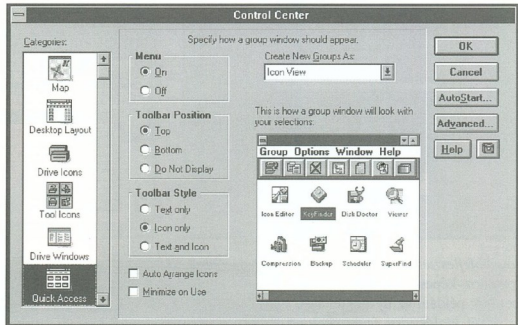 Control Center
Categories:
Map
Desktop Layout
Drive Icons
Tool Icons
Drive Windows
Quick Access
Specify how a group window should appear.
Menu
On
Off
Toolbar Position
Top
Bottom
Do Not Display
Toolbar Style
Text only
Icon only
Text and Icon
Auto Arrange Icons
Minimize on Use
Create New Groups As:
Icon View
This is how a group window will look with
your selections:
Group Options Window Help
Icon Editor KeyFinder Disk Doctor Viewer
Compression Backup Scheduler SuperFind
OK
Cancel
AutoStart...
Advanced...
Help